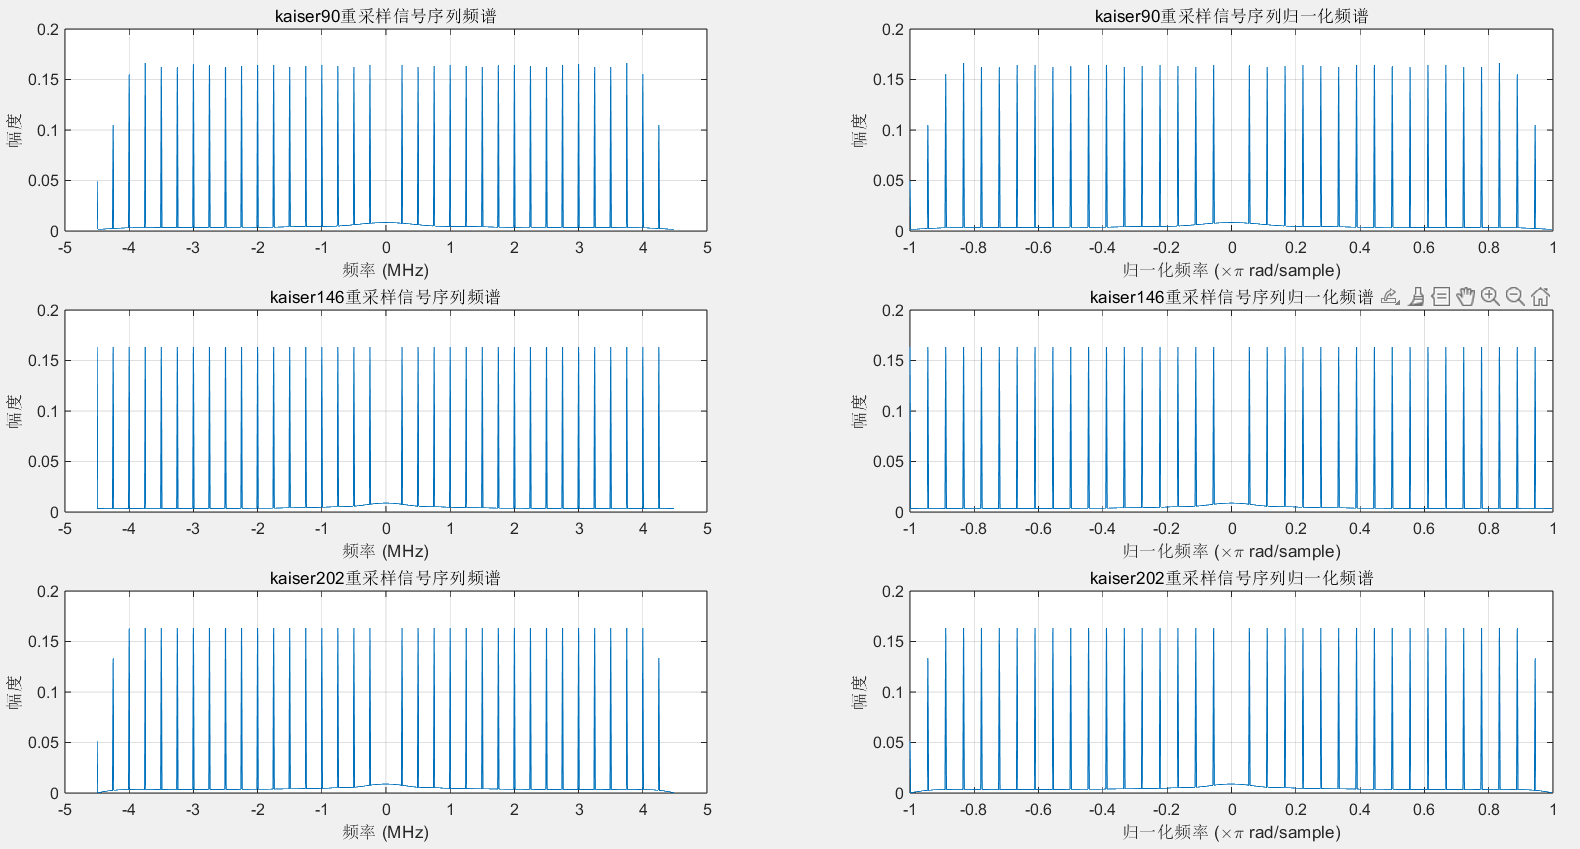 kaiser90重采样信号序列频谱
0.2
0.15
0.1
0.05
0
幅度
-5 -4 -3 -2 -1 0 1 2 3 4 5
频率 (MHz)
kaiser90重采样信号序列归一化频谱
0.2
0.15
0.1
0.05
0
幅度
-1 -0.8 -0.6 -0.4 -0.2 0 0.2 0.4 0.6 0.8 1
归一化频率 (×π rad/sample)
kaiser146重采样信号序列频谱
0.2
0.15
0.1
0.05
0
幅度
-5 -4 -3 -2 -1 0 1 2 3 4 5
频率 (MHz)
kaiser146重采样信号序列归一化频谱
0.2
0.15
0.1
0.05
0
幅度
-1 -0.8 -0.6 -0.4 -0.2 0 0.2 0.4 0.6 0.8 1
归一化频率 (×π rad/sample)
kaiser202重采样信号序列频谱
0.2
0.15
0.1
0.05
0
幅度
-5 -4 -3 -2 -1 0 1 2 3 4 5
频率 (MHz)
kaiser202重采样信号序列归一化频谱
0.2
0.15
0.1
0.05
0
幅度
-1 -0.8 -0.6 -0.4 -0.2 0 0.2 0.4 0.6 0.8 1
归一化频率 (×π rad/sample)